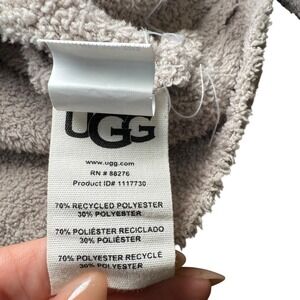 UGG
www.ugg.com
RN # 88276
Product ID# 1117730
70% RECYCLED POLYESTER
30% POLYESTER
70% POLIÉSTER RECICLADO
30% POLIÉSTER
70% POLYESTER RECYCLÉ
30% POLYESTER